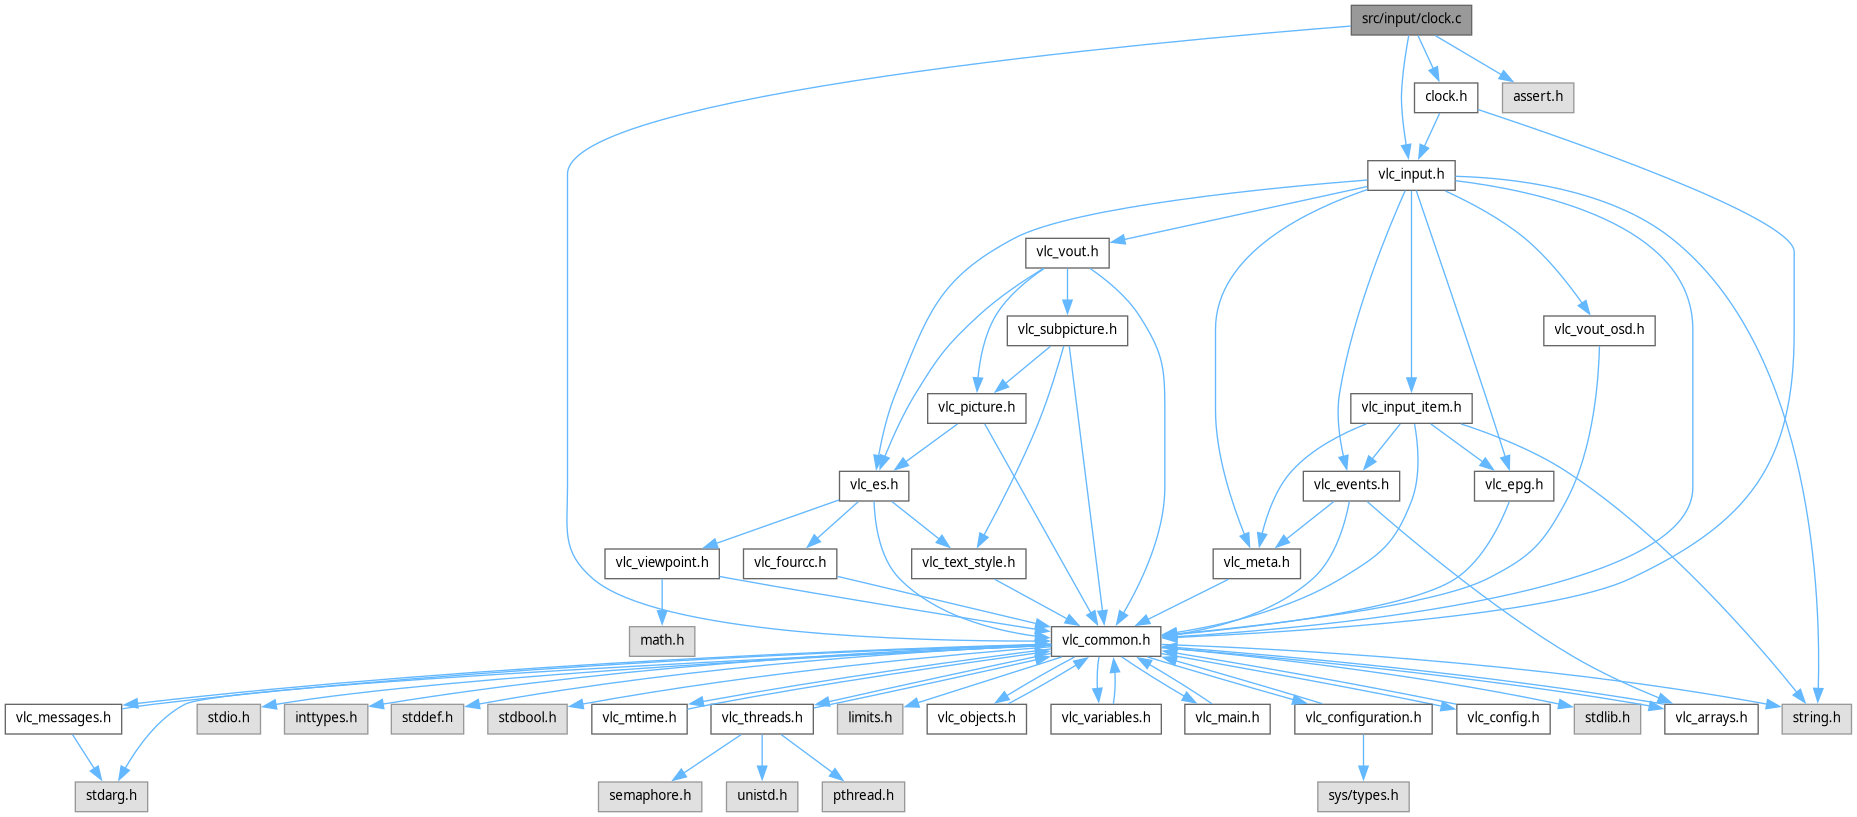 src/input/clock.c
clock.h
assert.h
vlc_input.h
vlc_vout.h
vlc_subpicture.h
vlc_vout_osd.h
vlc_picture.h
vlc_input_item.h
vlc_es.h
vlc_events.h
vlc_epg.h
vlc_viewpoint.h
vlc_fourcc.h
vlc_text_style.h
vlc_meta.h
math.h
vlc_common.h
vlc_messages.h
stdio.h
inttypes.h
stddef.h
stdbool.h
vlc_mtime.h
vlc_threads.h
limits.h
vlc_objects.h
vlc_variables.h
vlc_main.h
vlc_configuration.h
vlc_config.h
stdlib.h
vlc_arrays.h
string.h
stdarg.h
semaphore.h
unistd.h
pthread.h
sys/types.h